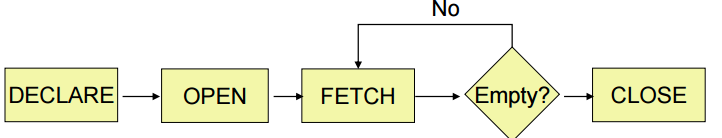 No
DECLARE
OPEN
FETCH
Empty?
CLOSE